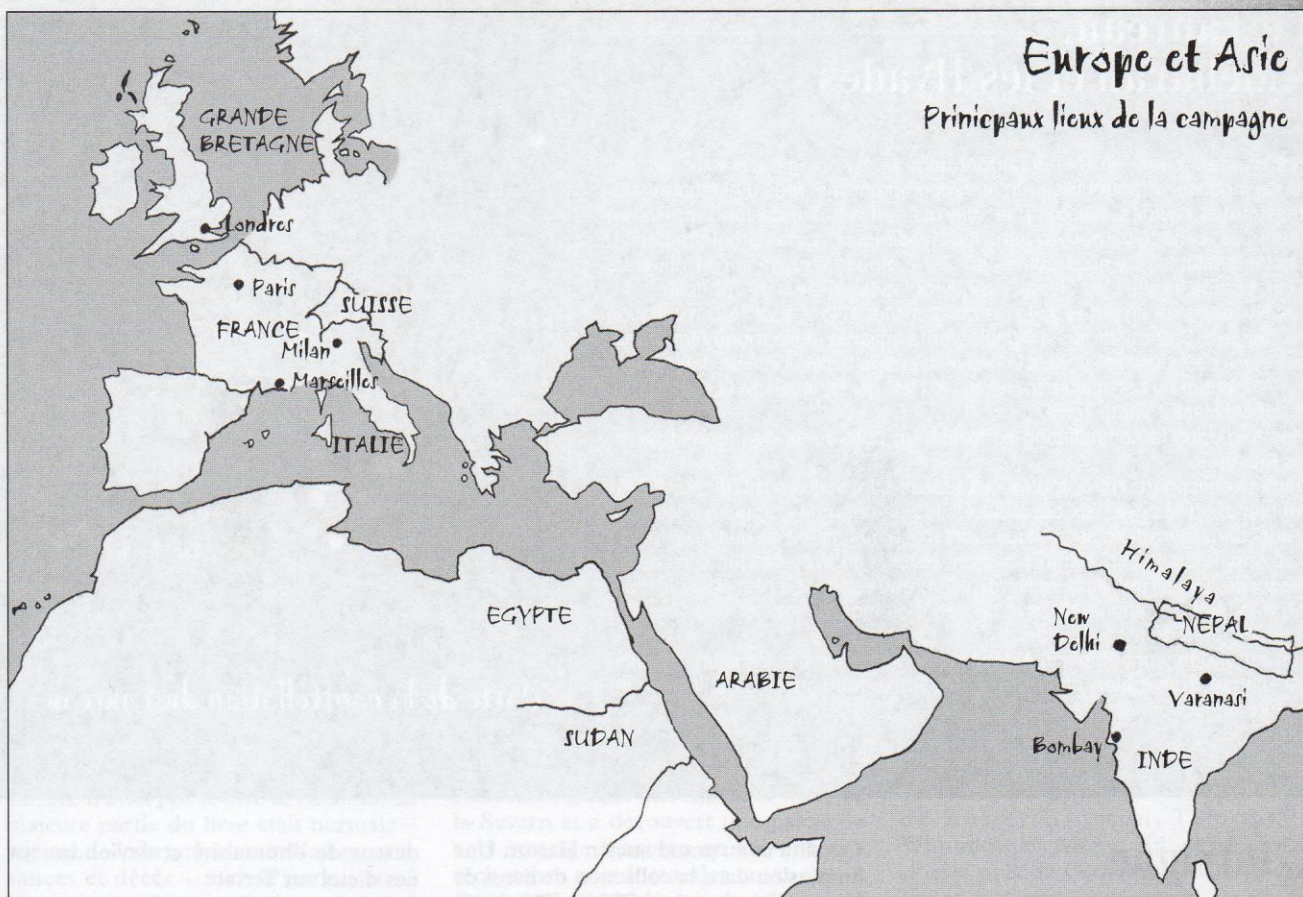 Europe et Asie
Prinicpaux lieux de la campagne
GRANDE
BRETAGNE
Londres
Paris
SUISSE
FRANCE
Milan
Marseilles
ITALIE
Himalaya
EGYPTE
New
Delhi
NEPAL
ARABIE
Varanasi
SUDAN
Bombay
INDE